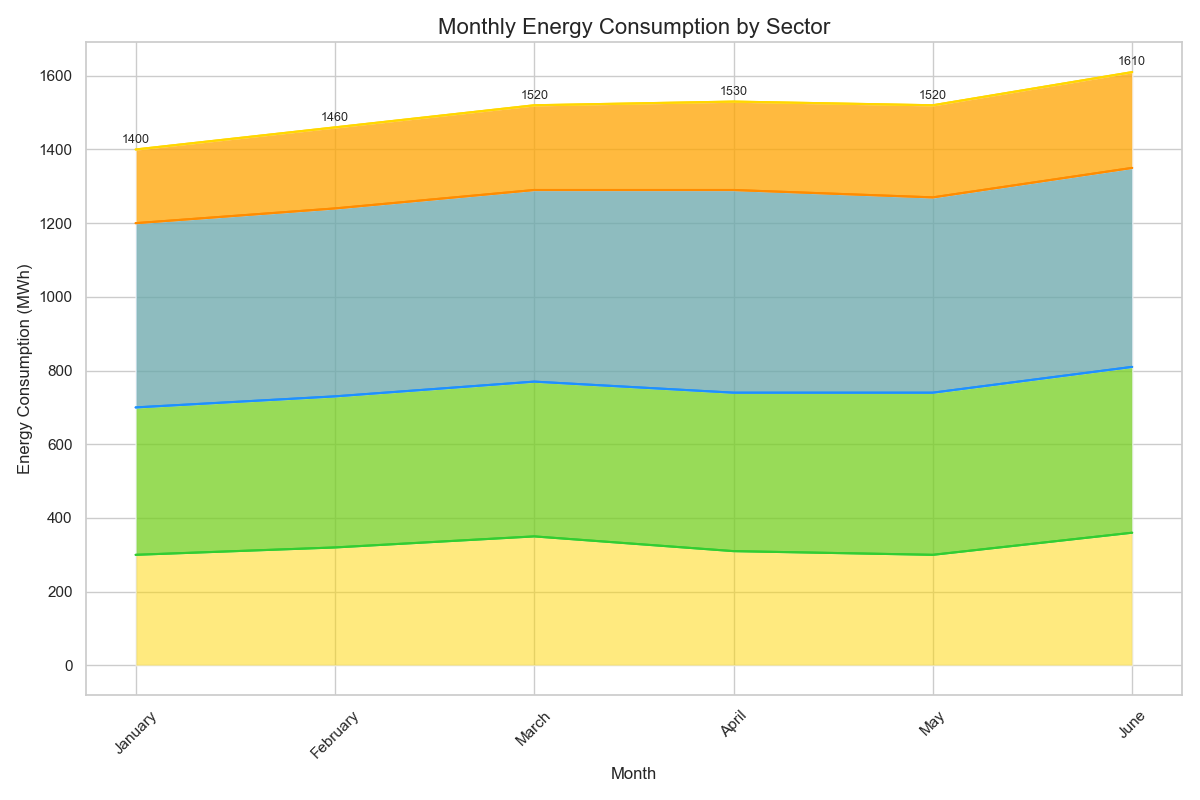 Monthly Energy Consumption by Sector
Energy Consumption (MWh)
1600
1400
1200
1000
800
600
400
200
0
1400
1460
1520
1530
1520
1610
January
February
March
April
May
June
Month